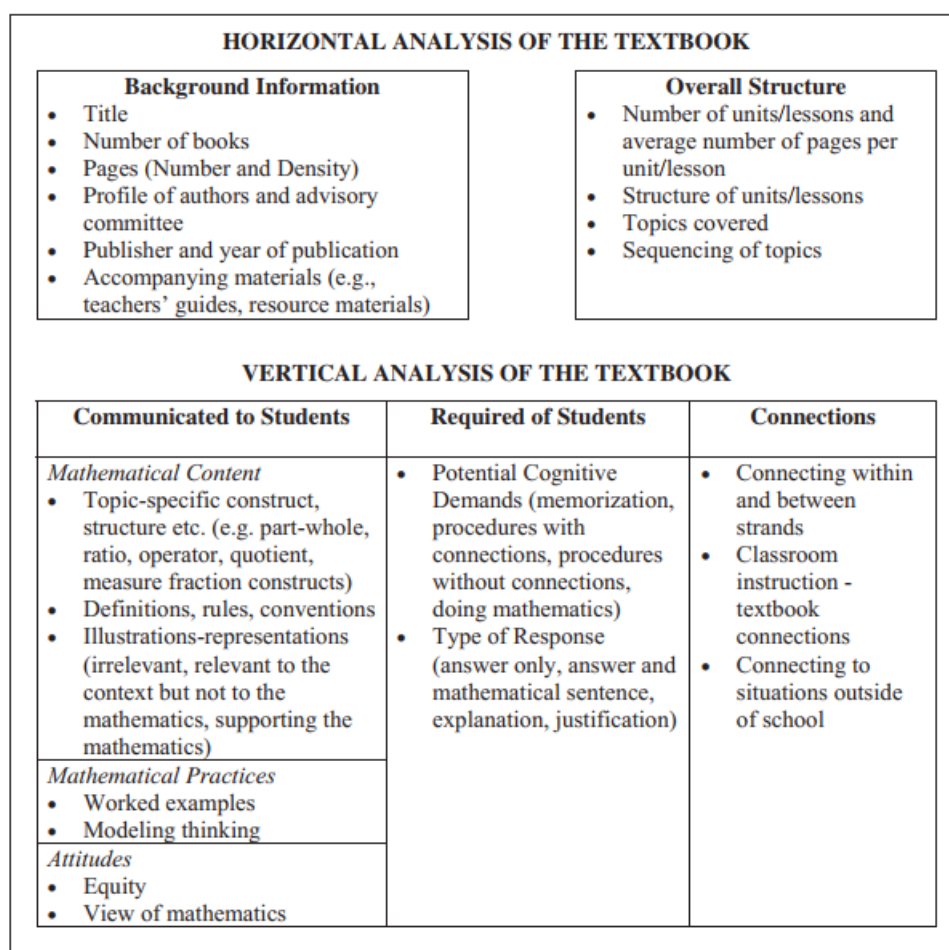 HORIZONTAL ANALYSIS OF THE TEXTBOOK
Background Information
• Title
• Number of books
• Pages (Number and Density)
• Profile of authors and advisory
committee
• Publisher and year of publication
• Accompanying materials (e.g.,
teachers’ guides, resource materials)
Overall Structure
• Number of units/lessons and
average number of pages per
unit/lesson
• Structure of units/lessons
• Topics covered
• Sequencing of topics
VERTICAL ANALYSIS OF THE TEXTBOOK
Communicated to Students
Mathematical Content
• Topic-specific construct,
structure etc. (e.g. part-whole,
ratio, operator, quotient,
measure fraction constructs)
• Definitions, rules, conventions
• Illustrations-representations
(irrelevant, relevant to the
context but not to the
mathematics, supporting the
mathematics)
Mathematical Practices
• Worked examples
• Modeling thinking
Attitudes
• Equity
• View of mathematics
Required of Students
• Potential Cognitive
Demands (memorization,
procedures with
connections, procedures
without connections,
doing mathematics)
• Type of Response
(answer only, answer and
mathematical sentence,
explanation, justification)
Connections
• Connecting within
and between
strands
• Classroom
instruction -
textbook
connections
• Connecting to
situations outside
of school